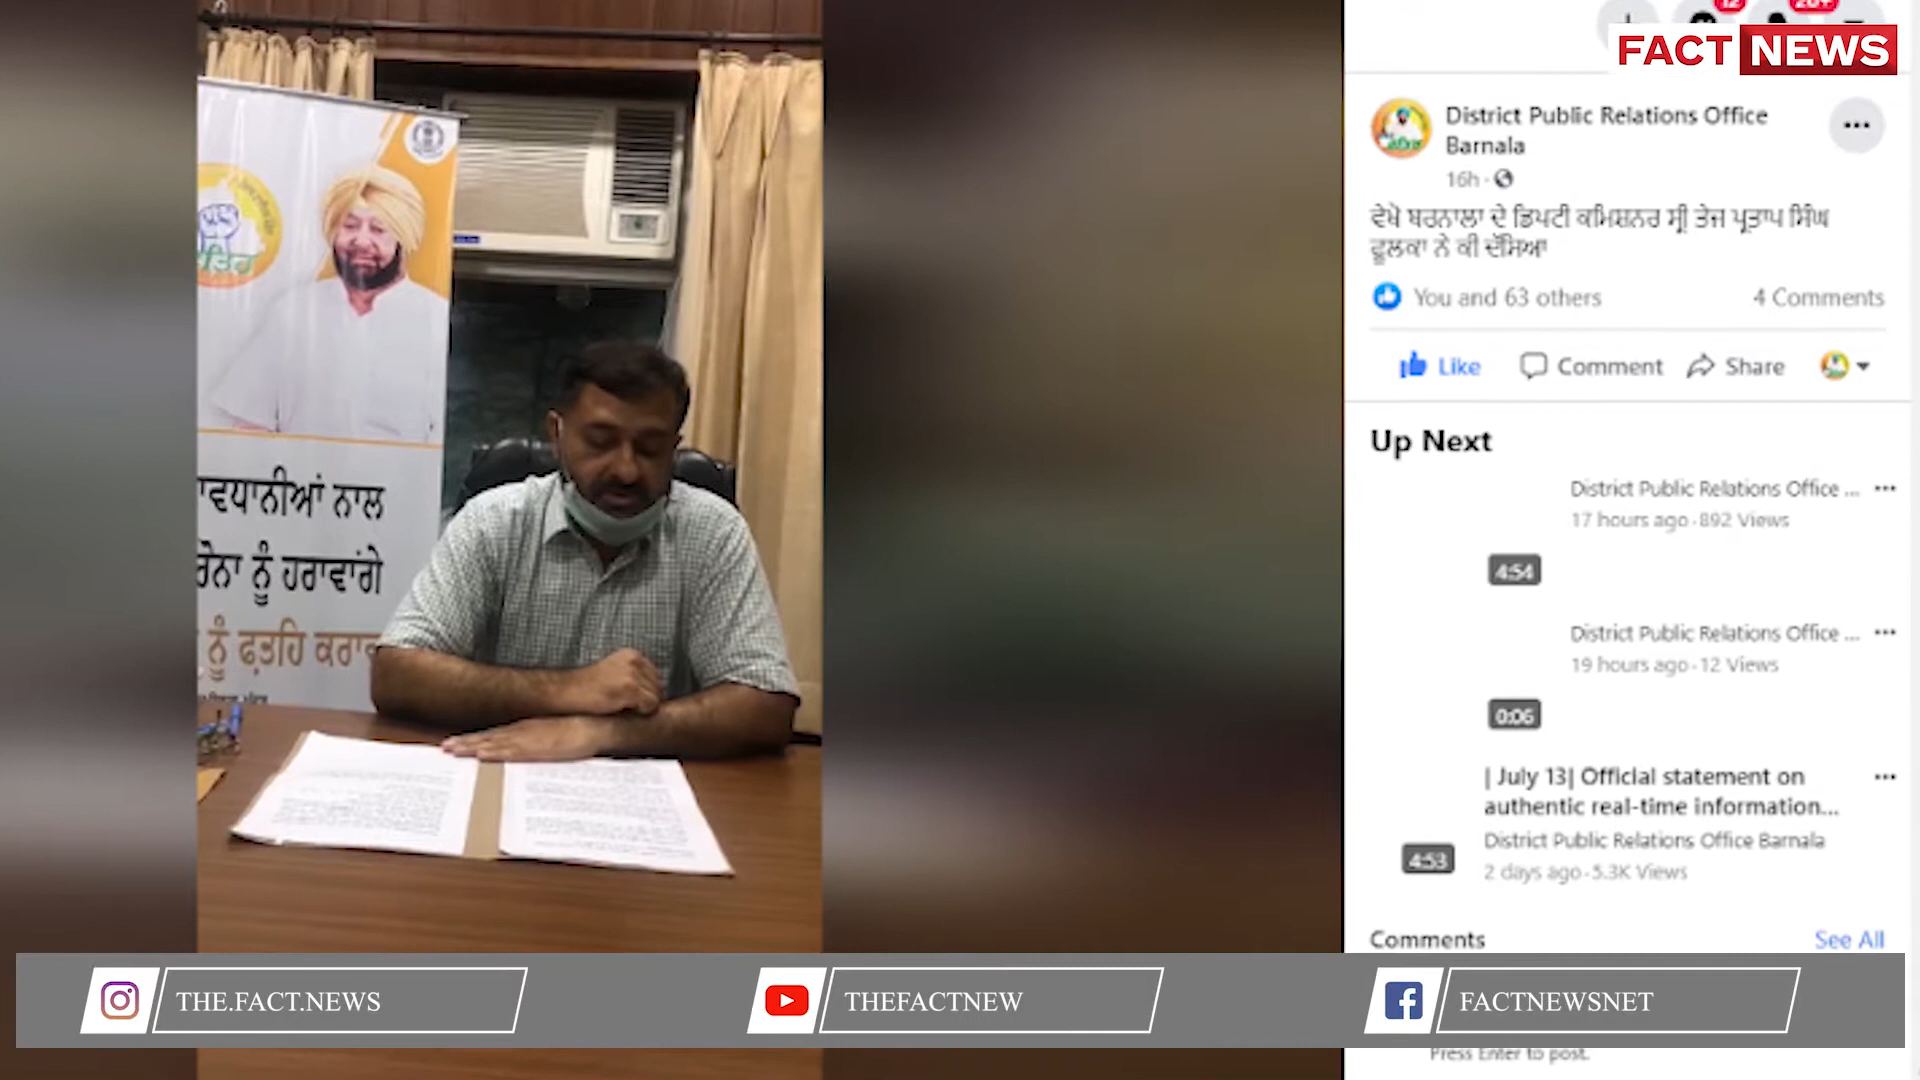 12
20+
FACT NEWS
District Public Relations Office
Barnala
16h
ਵੇਖੋ ਬਰਨਾਲਾ ਦੇ ਡਿਪਟੀ ਕਮਿਸ਼ਨਰ ਸ੍ਰੀ ਤੇਜ ਪ੍ਰਤਾਪ ਸਿੰਘ
ਫੂਲਕਾ ਨੇ ਕੀ ਦੱਸਿਆ
You and 63 others
4 Comments
Like
Comment
Share
Up Next
District Public Relations Office ...
17 hours ago · 892 Views
4:54
District Public Relations Office ...
19 hours ago · 12 Views
0:06
| July 13| Official statement on
authentic real-time information...
District Public Relations Office Barnala
4:53
2 days ago · 5.3K Views
Comments
See All
Press Enter to post.
ਾਵਧਾਨੀਆਂ ਨਾਲ
ਰੋਨਾ ਨੂੰ ਹਰਾਵਾਂਗੇ
ਨੂੰ ਫ਼ਤਹਿ ਕਰਾ
THE.FACT.NEWS
THEFACTNEW
FACTNEWSNET